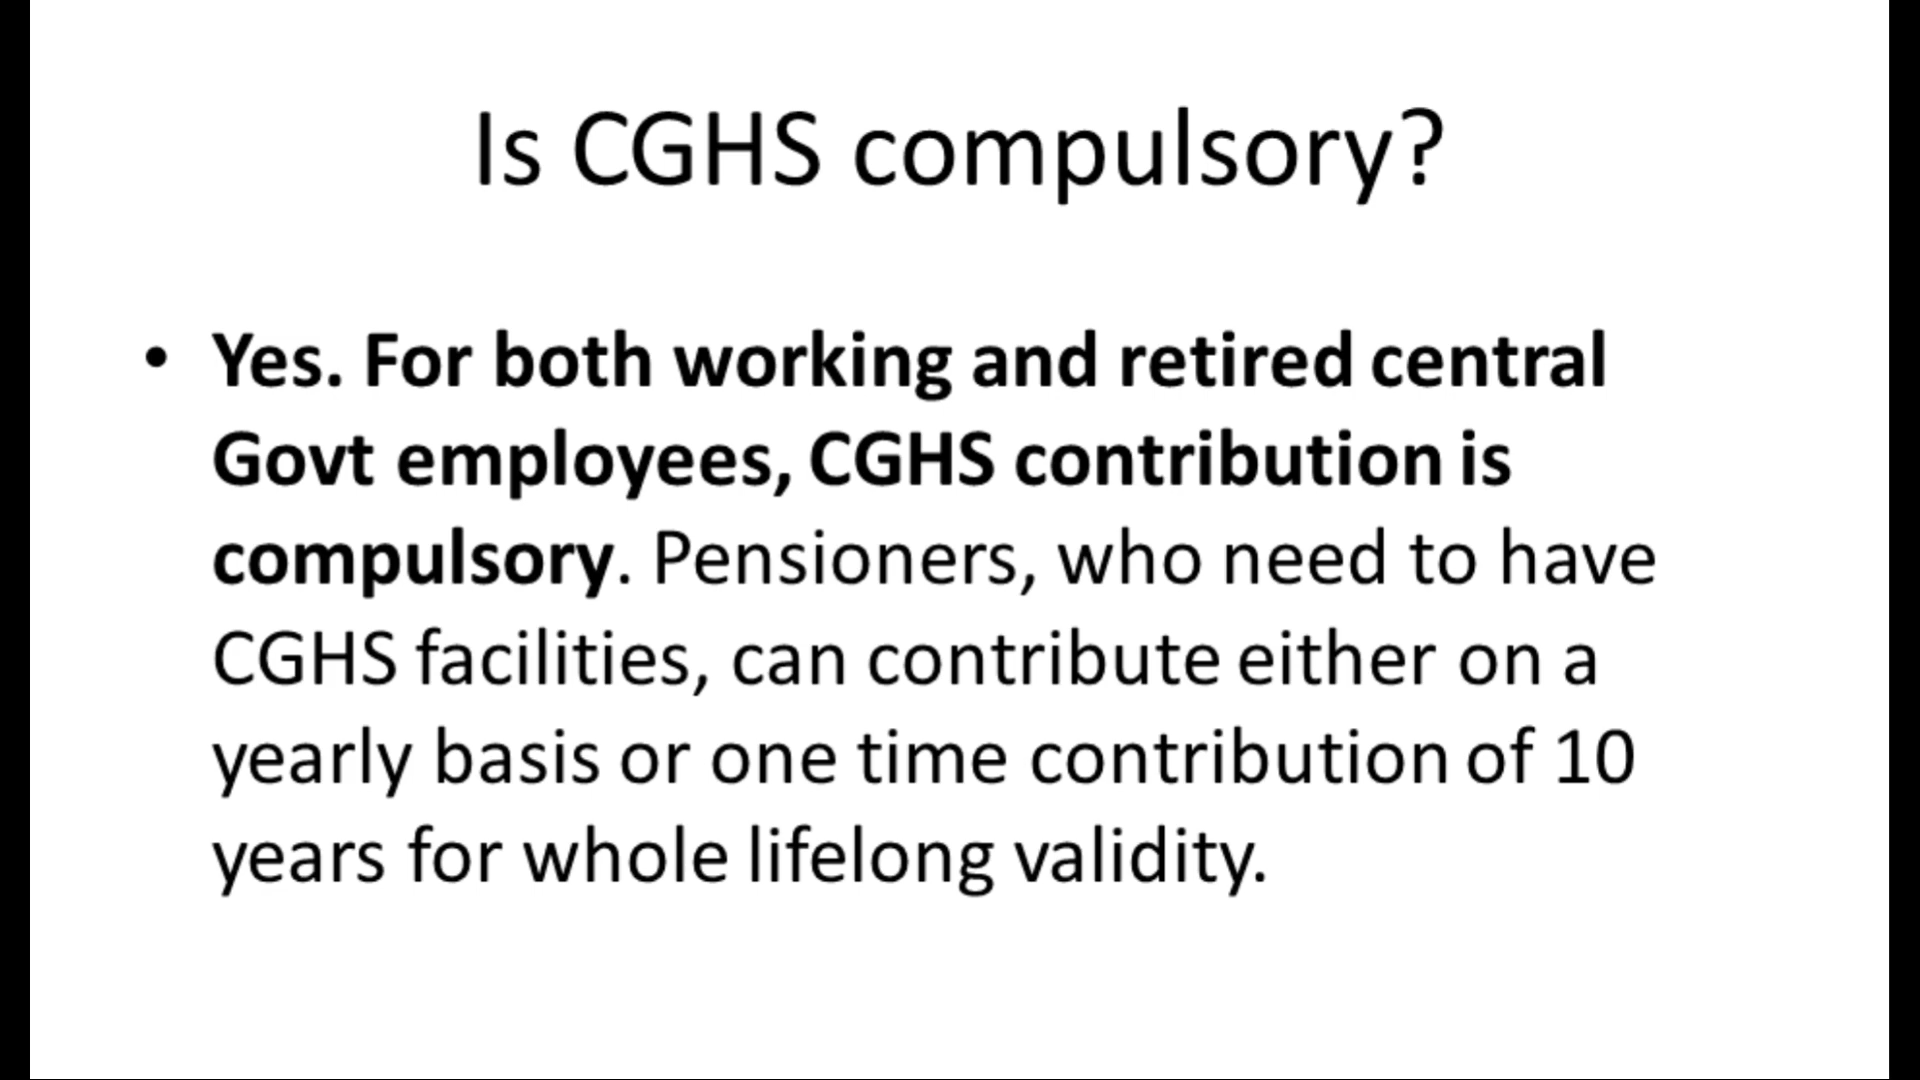 Is CGHS compulsory?
• Yes. For both working and retired central
Govt employees, CGHS contribution is
compulsory. Pensioners, who need to have
CGHS facilities, can contribute either on a
yearly basis or one time contribution of 10
years for whole lifelong validity.